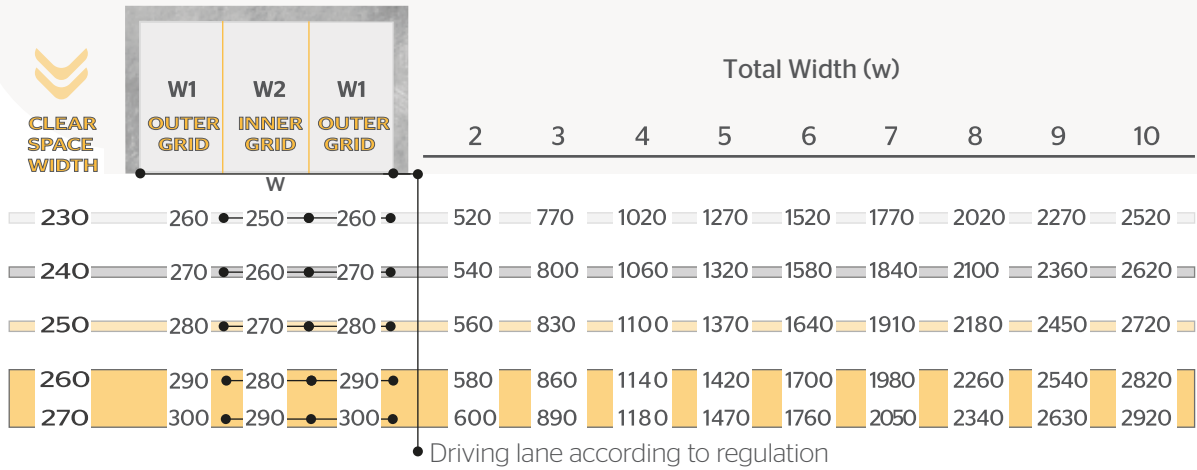 Total Width (w)
CLEAR
SPACE
WIDTH
W1 W2 W1
OUTER INNER OUTER
GRID GRID GRID
2 3 4 5 6 7 8 9 10
W
230 260 250 260 520 770 1020 1270 1520 1770 2020 2270 2520
240 270 260 270 540 800 1060 1320 1580 1840 2100 2360 2620
250 280 270 280 560 830 1100 1370 1640 1910 2180 2450 2720
260 290 280 290 580 860 1140 1420 1700 1980 2260 2540 2820
270 300 290 300 600 890 1180 1470 1760 2050 2340 2630 2920
Driving lane according to regulation